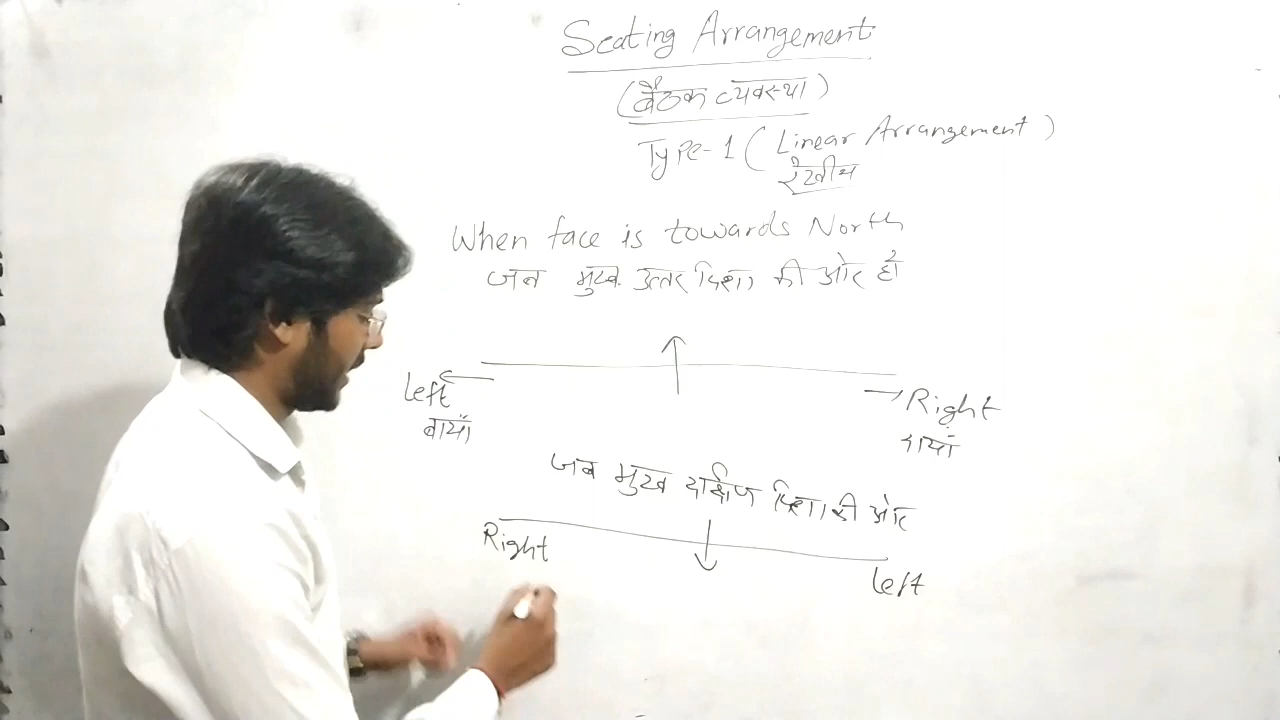 Seating Arrangement
(बैठक व्यवस्था)
Type-1 ( Linear Arrangement )
रेखीय
When face is towards North
जब मुख उत्तर दिशा की ओर हो
Left Right
बायाँ दायाँ
जब मुख दक्षिण दिशा की ओर
Right
Left